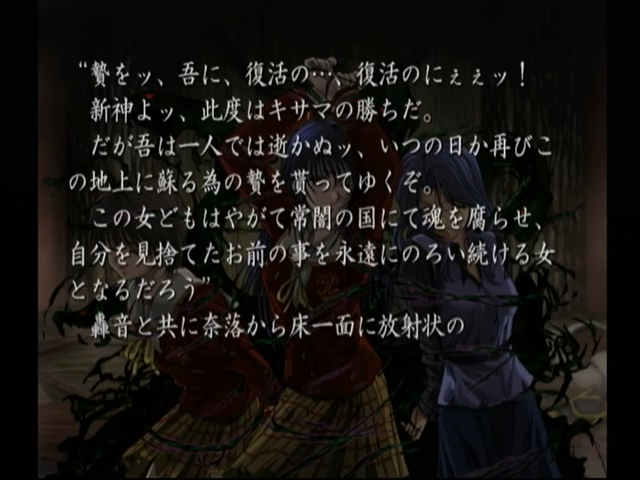 “贄をッ、吾に、復活の…、復活のにぇぇッ！
新神よッ、此度はキサマの勝ちだ。
だが吾は一人では逝かぬッ、いつの日か再びこ
の地上に蘇る為の贄を貰ってゆくぞ。
この女どもはやがて常闇の国にて魂を腐らせ、
自分を見捨てたお前の事を永遠にのろい続ける女
となるだろう”
轟音と共に奈落から床一面に放射状の